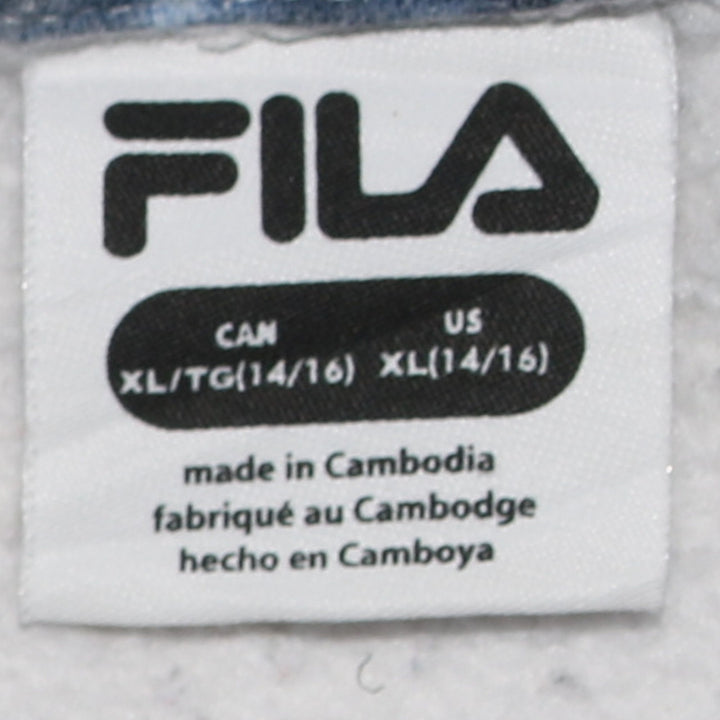 FILA
CAN US
XL/TG(14/16) XL(14/16)
made in Cambodia
fabriqué au Cambodge
hecho en Camboya